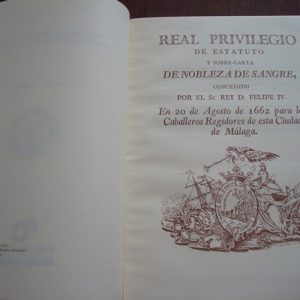 REAL PRIVILEGIO
DE ESTATUTO
Y SOBRE-CARTA
DE NOBLEZA DE SANGRE,
CONCEDIDO
POR EL Sr. REY D. FELIPE IV.
En 20 de Agosto de 1662 para los
Caballeros Regidores de esta Ciudad
de Málaga.